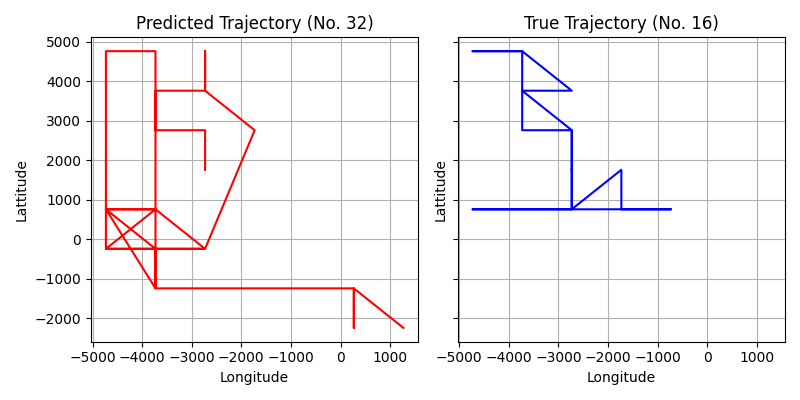 Predicted Trajectory (No. 32)
5000
4000
3000
2000
1000
0
−1000
−2000
Lattitude
−5000 −4000 −3000 −2000 −1000 0 1000
Longitude
True Trajectory (No. 16)
Lattitude
−5000 −4000 −3000 −2000 −1000 0 1000
Longitude